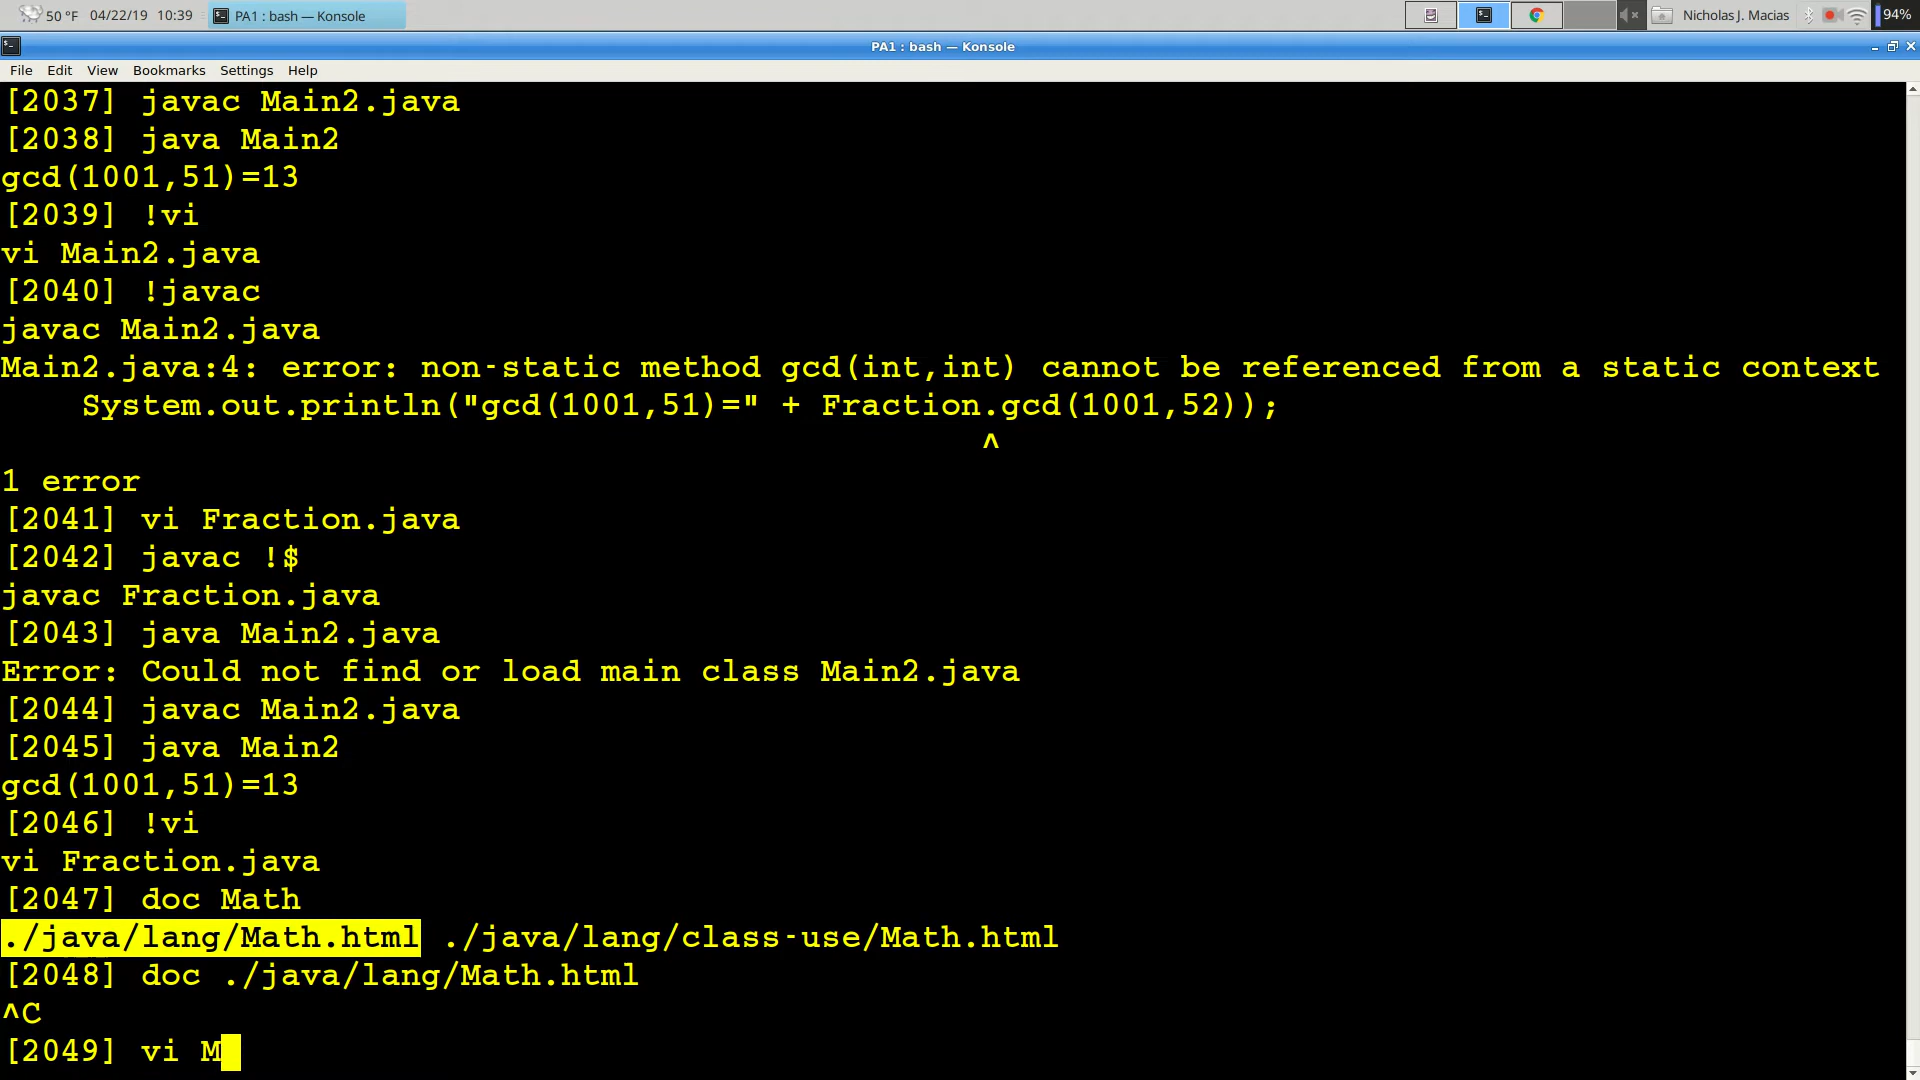 50 °F 04/22/19 10:39 PA1 : bash — Konsole Nicholas J. Macias 94%
PA1 : bash — Konsole
File Edit View Bookmarks Settings Help
[2037] javac Main2.java
[2038] java Main2
gcd(1001,51)=13
[2039] !vi
vi Main2.java
[2040] !javac
javac Main2.java
Main2.java:4: error: non-static method gcd(int,int) cannot be referenced from a static context
    System.out.println("gcd(1001,51)=" + Fraction.gcd(1001,52));
                                                 ^
1 error
[2041] vi Fraction.java
[2042] javac !$
javac Fraction.java
[2043] java Main2.java
Error: Could not find or load main class Main2.java
[2044] javac Main2.java
[2045] java Main2
gcd(1001,51)=13
[2046] !vi
vi Fraction.java
[2047] doc Math
./java/lang/Math.html ./java/lang/class-use/Math.html
[2048] doc ./java/lang/Math.html
^C
[2049] vi M